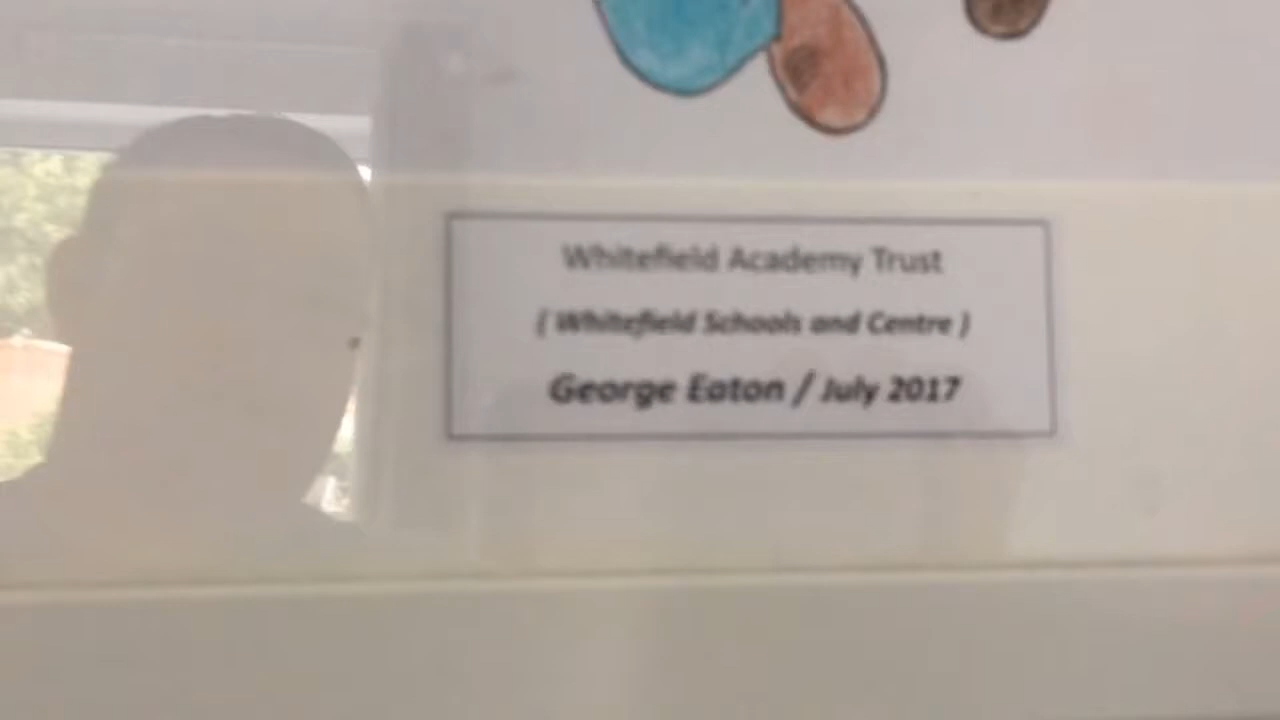 Whitefield Academy Trust
( Whitefield Schools and Centre )
George Eaton / July 2017